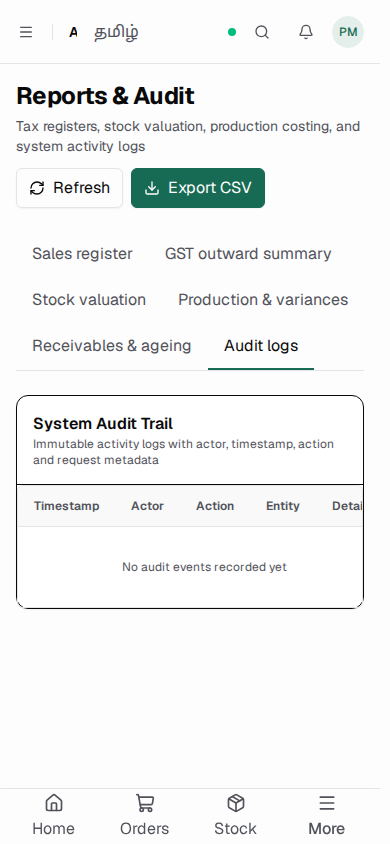 தமிழ்
PM
Reports & Audit
Tax registers, stock valuation, production costing, and
system activity logs
Refresh
Export CSV
Sales register
GST outward summary
Stock valuation
Production & variances
Receivables & ageing
Audit logs
System Audit Trail
Immutable activity logs with actor, timestamp, action
and request metadata
Timestamp Actor Action Entity
No audit events recorded yet
Home Orders Stock More